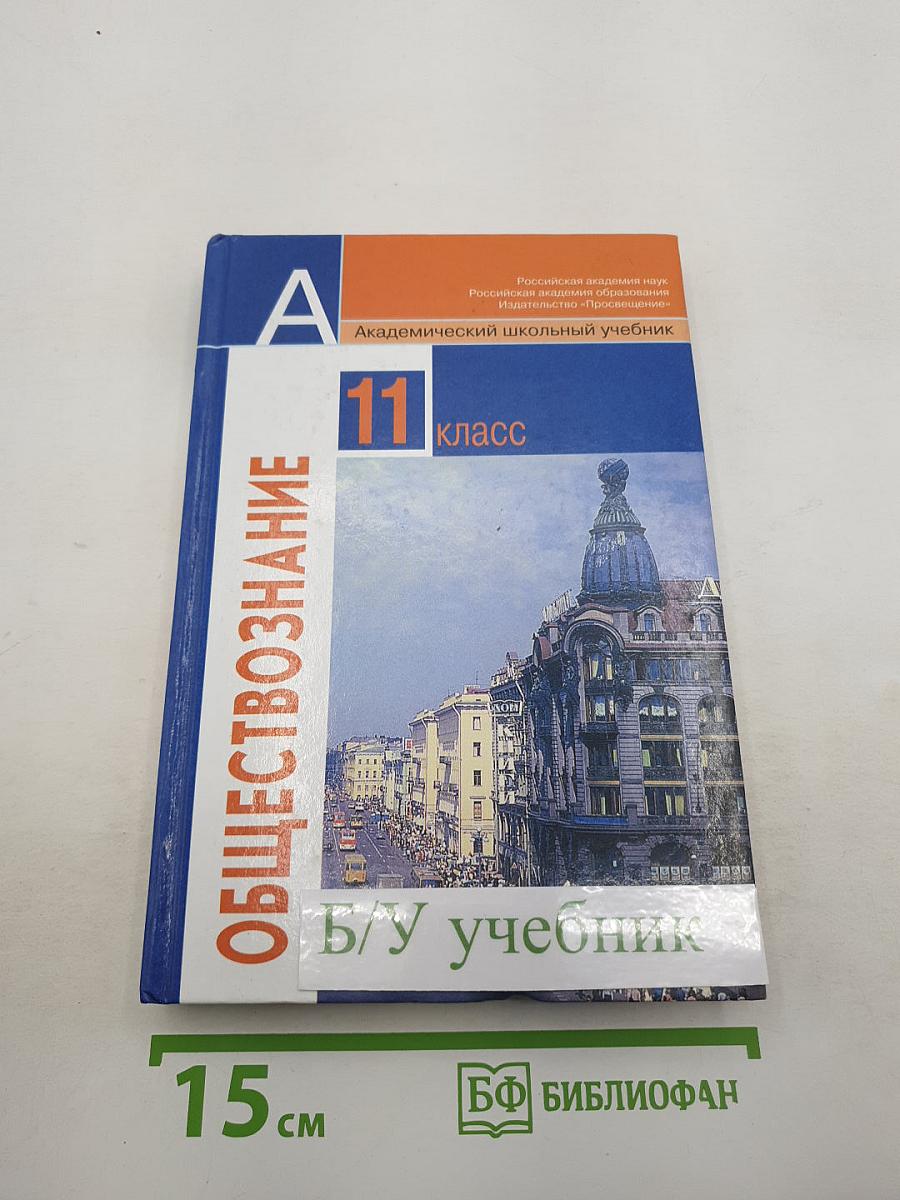 А
Российская академия наук
Российская академия образования
Издательство «Просвещение»
Академический школьный учебник
11 класс
ОБЩЕСТВОЗНАНИЕ
Б/У учебник
15 см
БФ БИБЛИОФАН